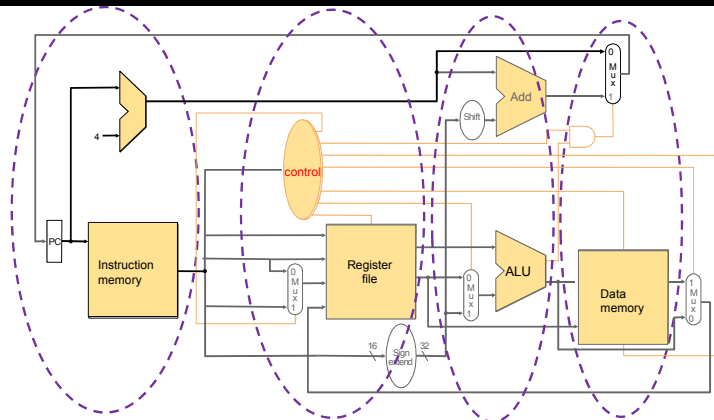 0
M
u
x
1
Add
Shift
4
control
PC
Instruction
memory
Register
file
0
M
u
x
1
0
M
u
x
1
ALU
Data
memory
1
M
u
x
0
16
Sign
extend
32